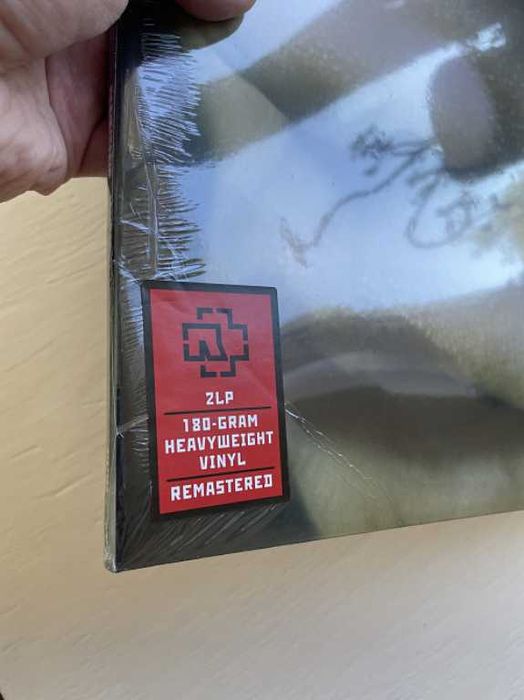 2LP
180-GRAM
HEAVYWEIGHT
VINYL
REMASTERED